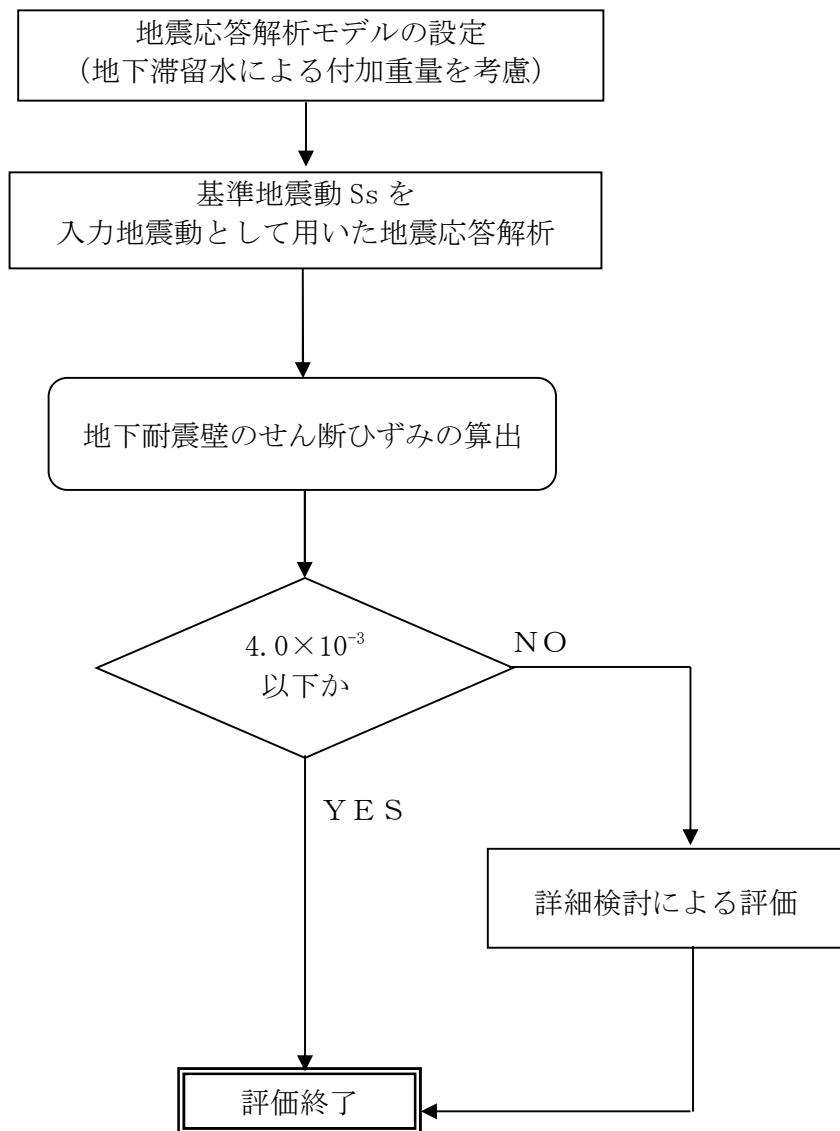 地震応答解析モデルの設定
（地下滞留水による付加重量を考慮）
基準地震動 Ss を
入力地震動として用いた地震応答解析
地下耐震壁のせん断ひずみの算出
4.0×10⁻³
以下か
NO
YES
詳細検討による評価
評価終了